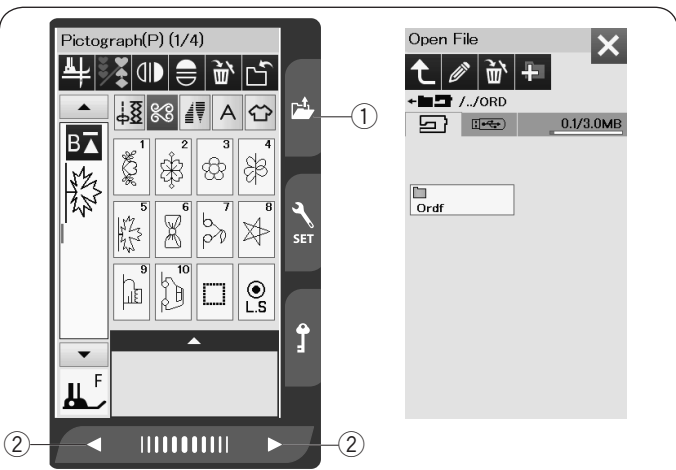 Pictograph(P) (1/4)
A
B
1
2
3
4
5
6
7
8
9
10
L.S
F
SET
1
2
2
Open File
/../ORD
0.1/3.0MB
Ordf